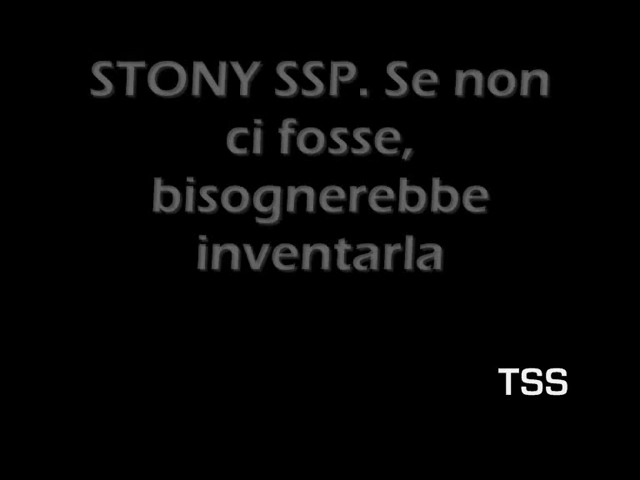 STONY SSP. Se non
ci fosse,
bisognerebbe
inventarla
TSS